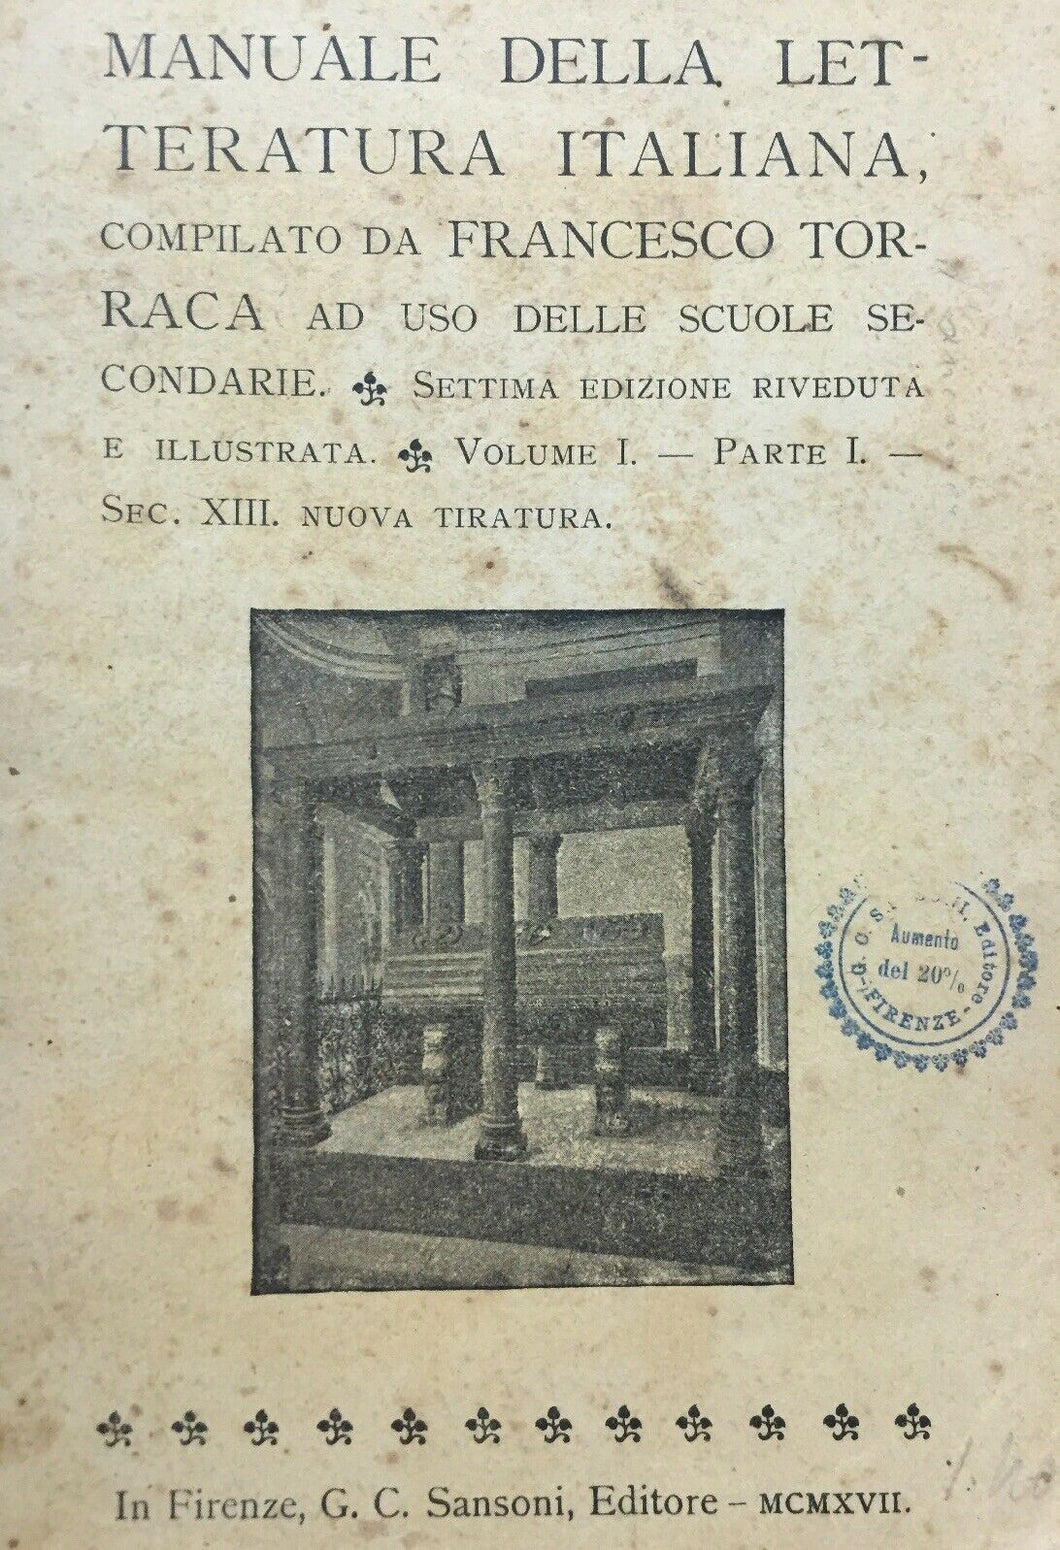 MANUALE DELLA LET-
TERATURA ITALIANA,
COMPILATO DA FRANCESCO TOR-
RACA AD USO DELLE SCUOLE SE-
CONDARIE. SETTIMA EDIZIONE RIVEDUTA
E ILLUSTRATA. VOLUME I. — PARTE I. —
SEC. XIII. NUOVA TIRATURA.
Editore
Aumento
del 20%
-FIRENZE-
In Firenze, G. C. Sansoni, Editore – MCMXVII.